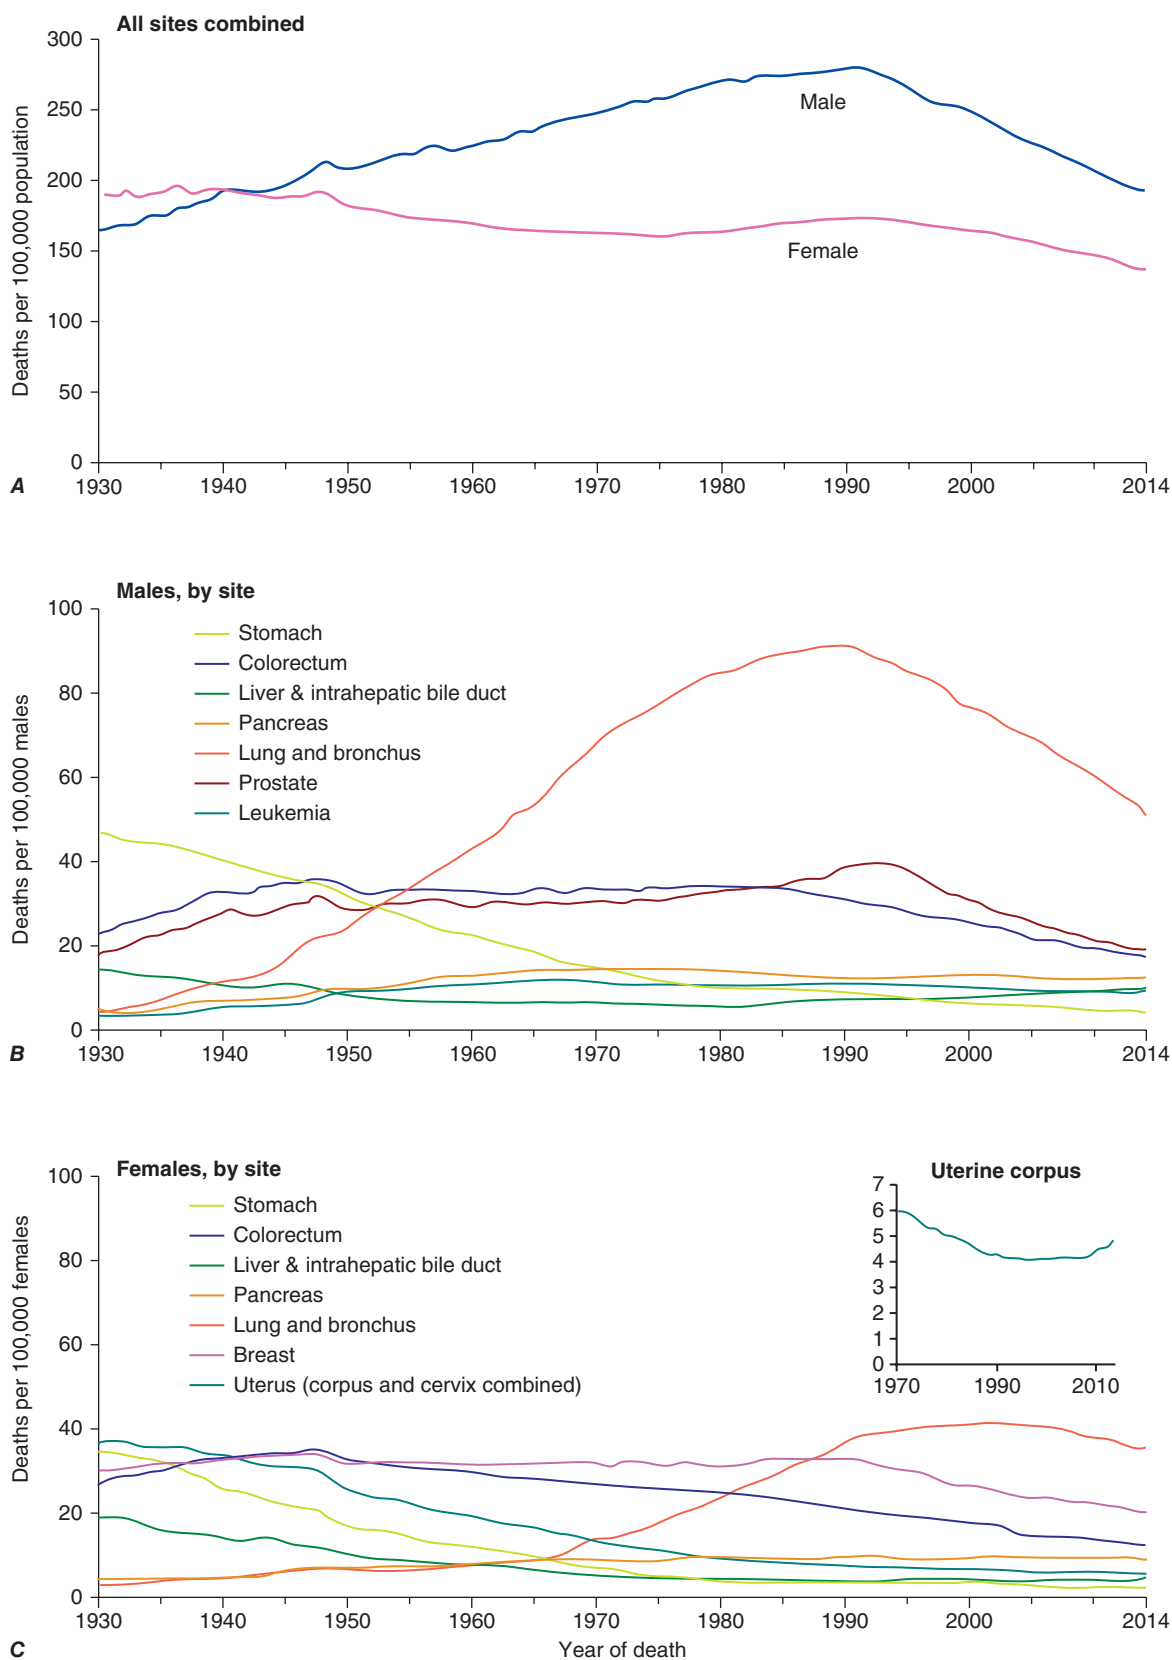 All sites combined
300
250
200
150
100
50
0
Deaths per 100,000 population
Male
Female
1930 1940 1950 1960 1970 1980 1990 2000 2014
A
Males, by site
100
80
60
40
20
0
Deaths per 100,000 males
Stomach
Colorectum
Liver & intrahepatic bile duct
Pancreas
Lung and bronchus
Prostate
Leukemia
1930 1940 1950 1960 1970 1980 1990 2000 2014
B
Females, by site
100
80
60
40
20
0
Deaths per 100,000 females
Stomach
Colorectum
Liver & intrahepatic bile duct
Pancreas
Lung and bronchus
Breast
Uterus (corpus and cervix combined)
Uterine corpus
7
6
5
4
3
2
1
0
1970 1990 2010
1930 1940 1950 1960 1970 1980 1990 2000 2014
C
Year of death